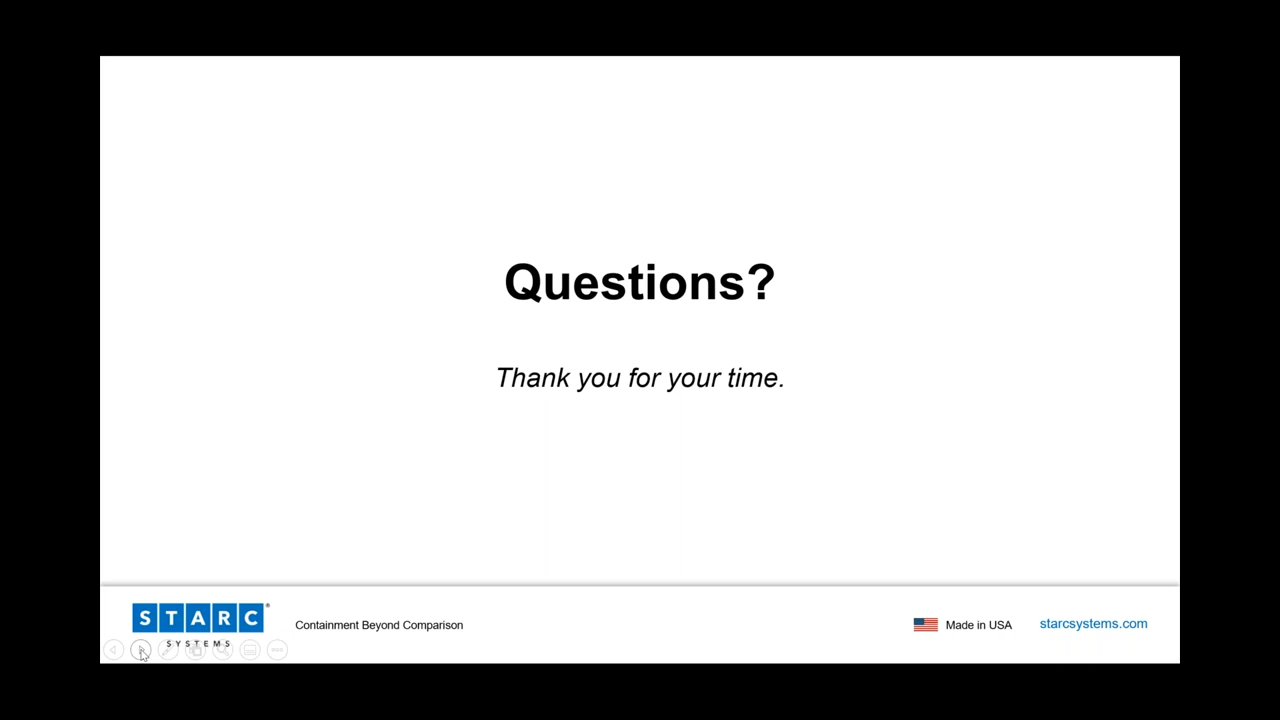 Questions?
Thank you for your time.
STARC®
SYSTEMS
Containment Beyond Comparison
Made in USA
starcsystems.com